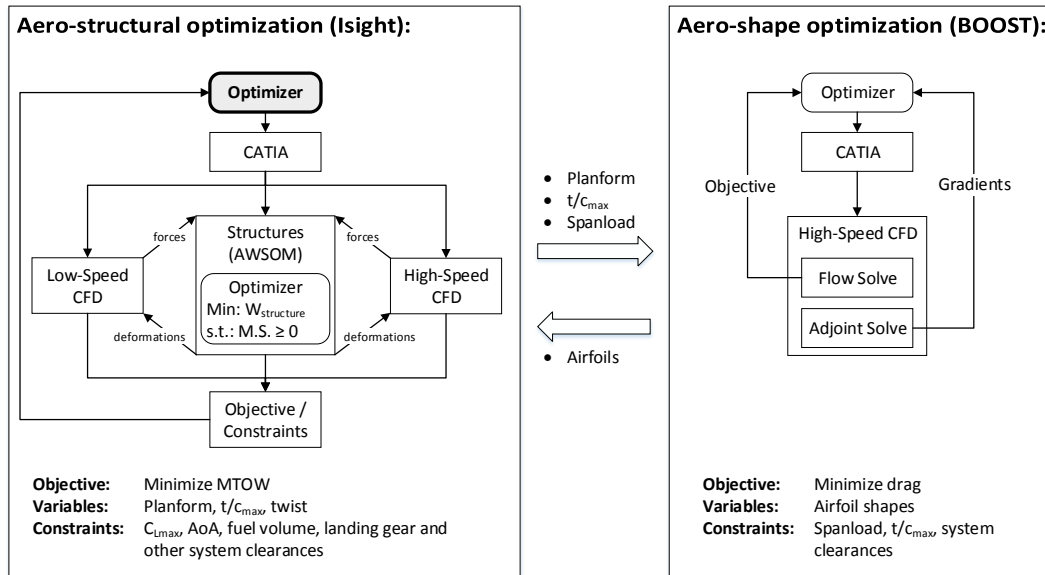 Aero-structural optimization (Isight):
Optimizer
CATIA
forces
Structures
(AWSOM)
forces
Low-Speed
CFD
Optimizer
Min: Wstructure
s.t.: M.S. ≥ 0
High-Speed
CFD
deformations
deformations
Objective /
Constraints
Objective: Minimize MTOW
Variables: Planform, t/cmax, twist
Constraints: CLmax, AoA, fuel volume, landing gear and
other system clearances
• Planform
• t/cmax
• Spanload
• Airfoils
Aero-shape optimization (BOOST):
Optimizer
CATIA
Objective
Gradients
High-Speed CFD
Flow Solve
Adjoint Solve
Objective: Minimize drag
Variables: Airfoil shapes
Constraints: Spanload, t/cmax, system
clearances